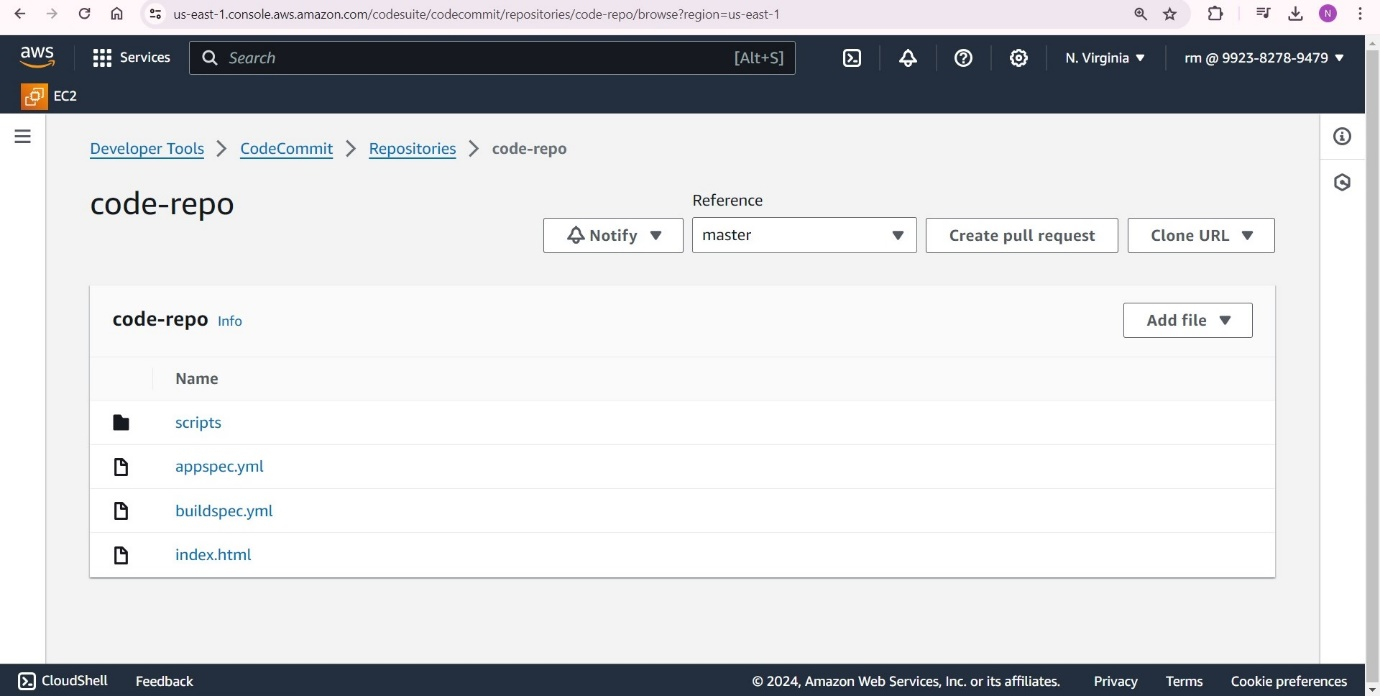 us-east-1.console.aws.amazon.com/codesuite/codecommit/repositories/code-repo/browse?region=us-east-1
N
aws
Services
Search
[Alt+S]
N. Virginia
rm @ 9923-8278-9479
EC2
Developer Tools
CodeCommit
Repositories
code-repo
code-repo
Reference
Notify
master
Create pull request
Clone URL
code-repo Info
Add file
Name
scripts
appspec.yml
buildspec.yml
index.html
CloudShell
Feedback
© 2024, Amazon Web Services, Inc. or its affiliates.
Privacy
Terms
Cookie preferences